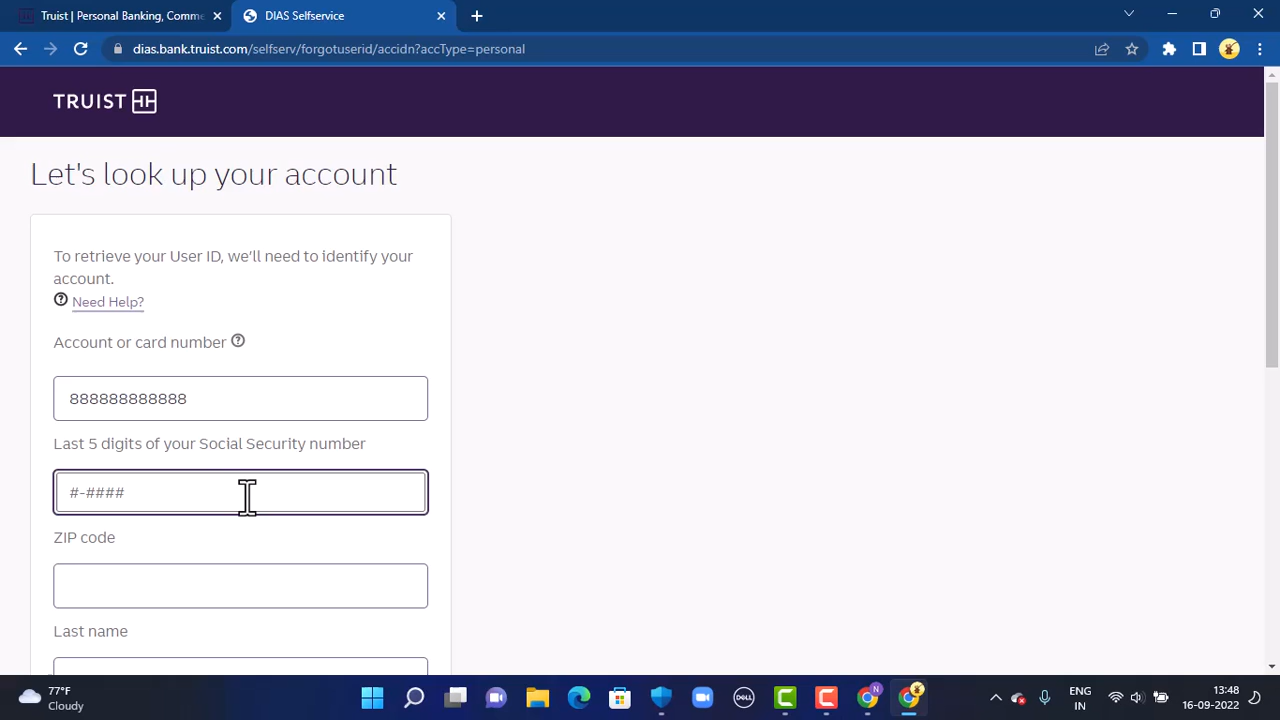 Truist | Personal Banking, Comme
DIAS Selfservice
dias.bank.truist.com/selfserv/forgotuserid/accidn?accType=personal
TRUIST
Let's look up your account
To retrieve your User ID, we'll need to identify your
account.
Need Help?
Account or card number
888888888888
Last 5 digits of your Social Security number
#-####
ZIP code
Last name
77°F
Cloudy
DELL
N
ENG
IN
13:48
16-09-2022